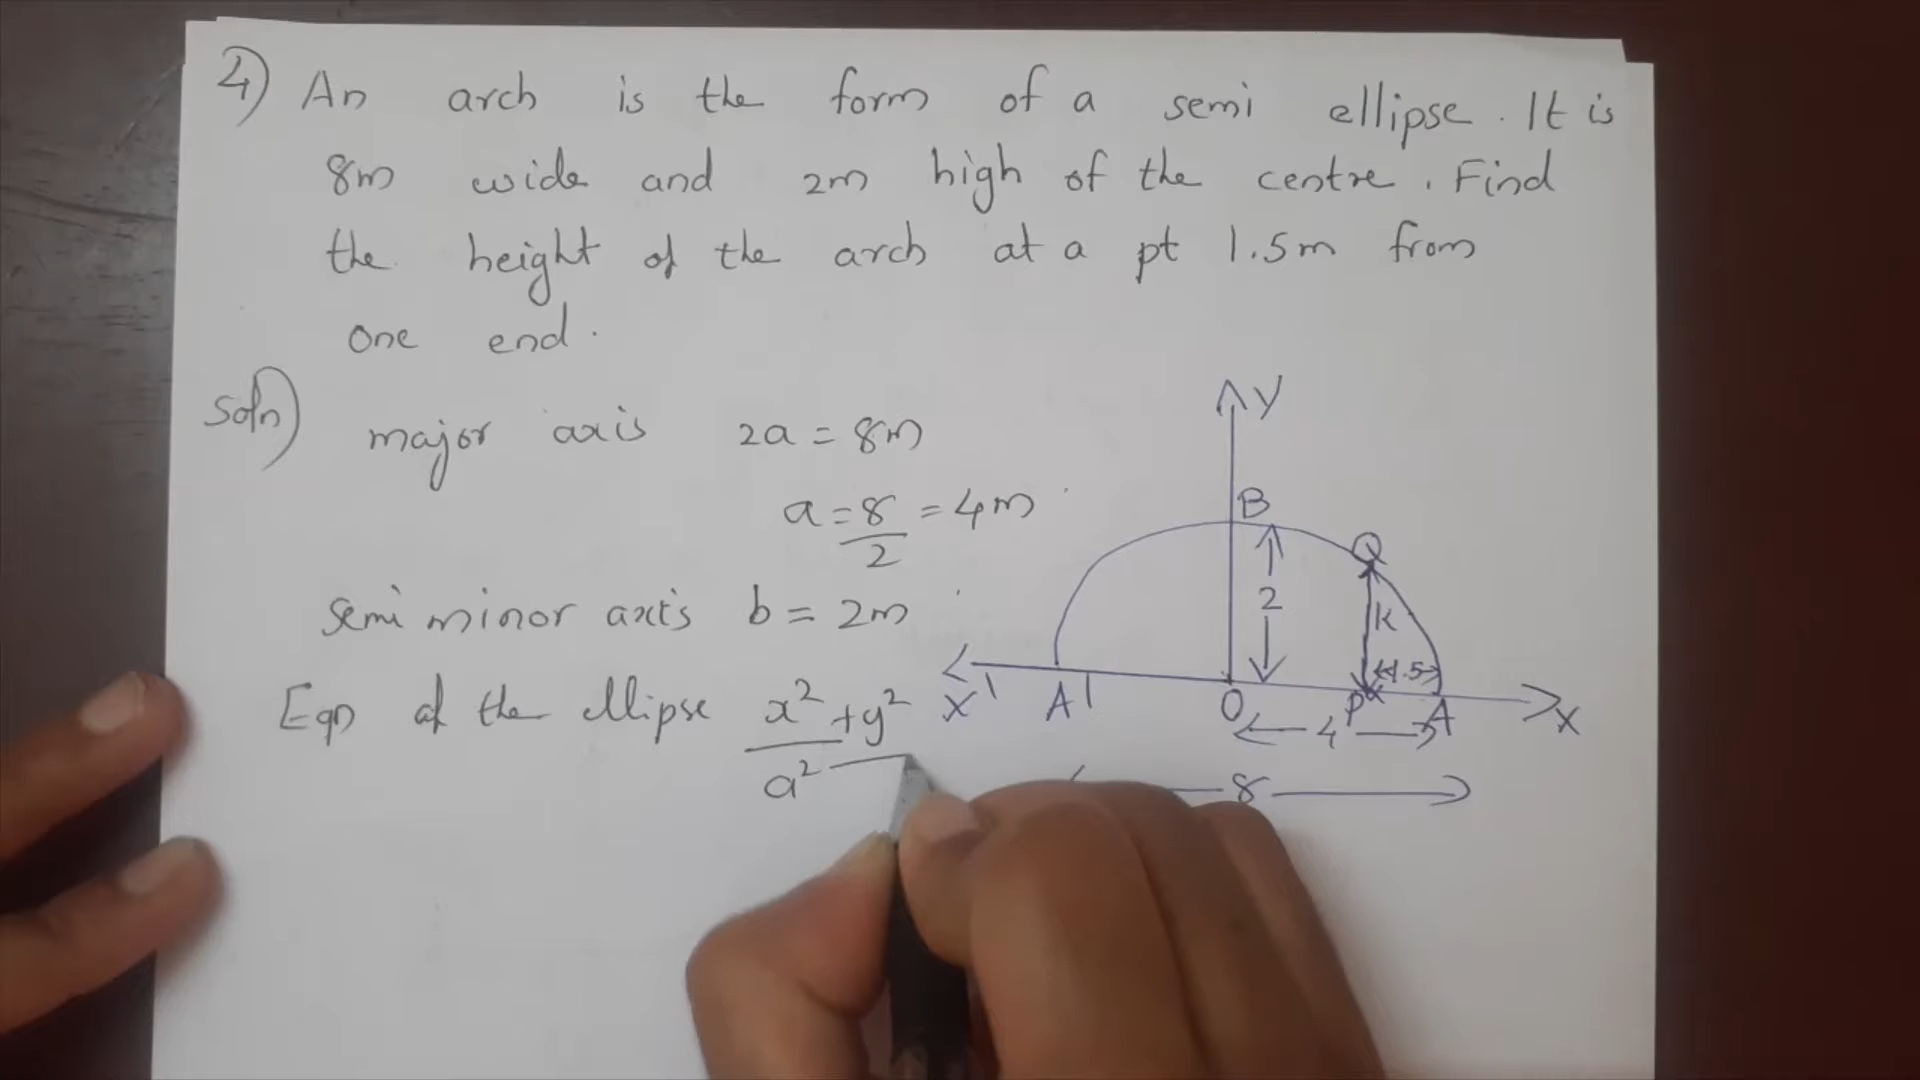 4) An arch is the form of a semi ellipse. It is
8m wide and 2m high of the centre. Find
the height of the arch at a pt 1.5m from
one end.
Soln)
major axis 2a = 8m
a = 8/2 = 4m
semi minor axis b = 2m
Eqn of the ellipse x²/a² + y²
Y
B
Q
2
K
1.5
X'
A'
O
P
A
X
4
8